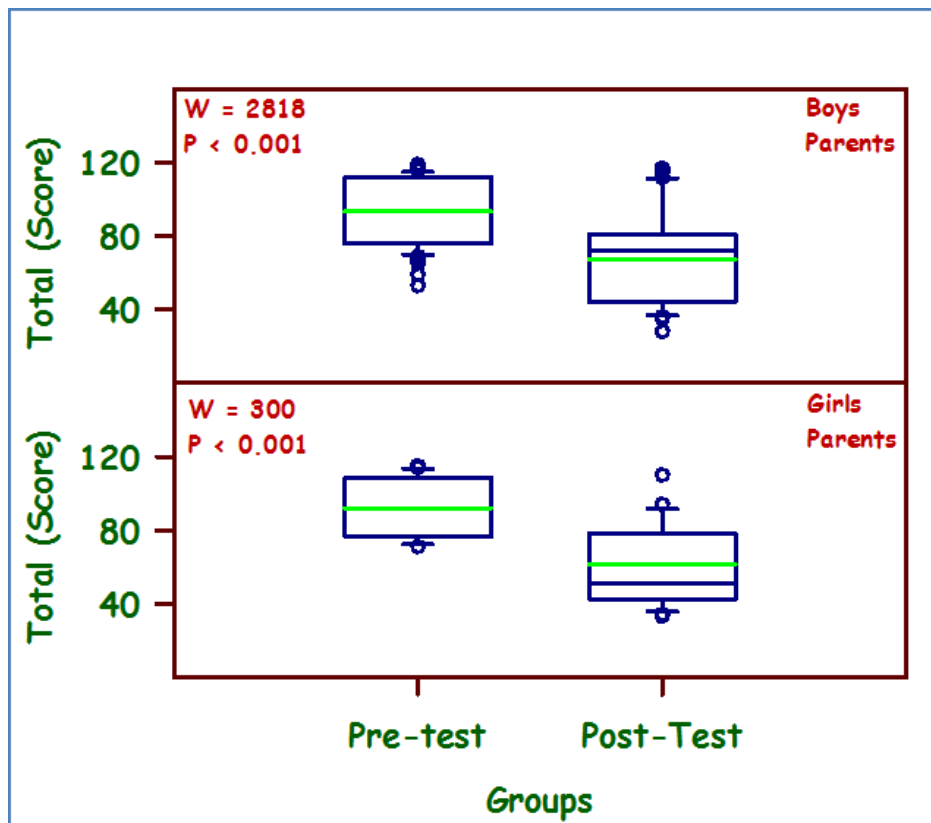 W = 2818
P < 0.001
Boys
Parents
Total (Score)
120
80
40
W = 300
P < 0.001
Girls
Parents
Total (Score)
120
80
40
Pre-test
Post-Test
Groups